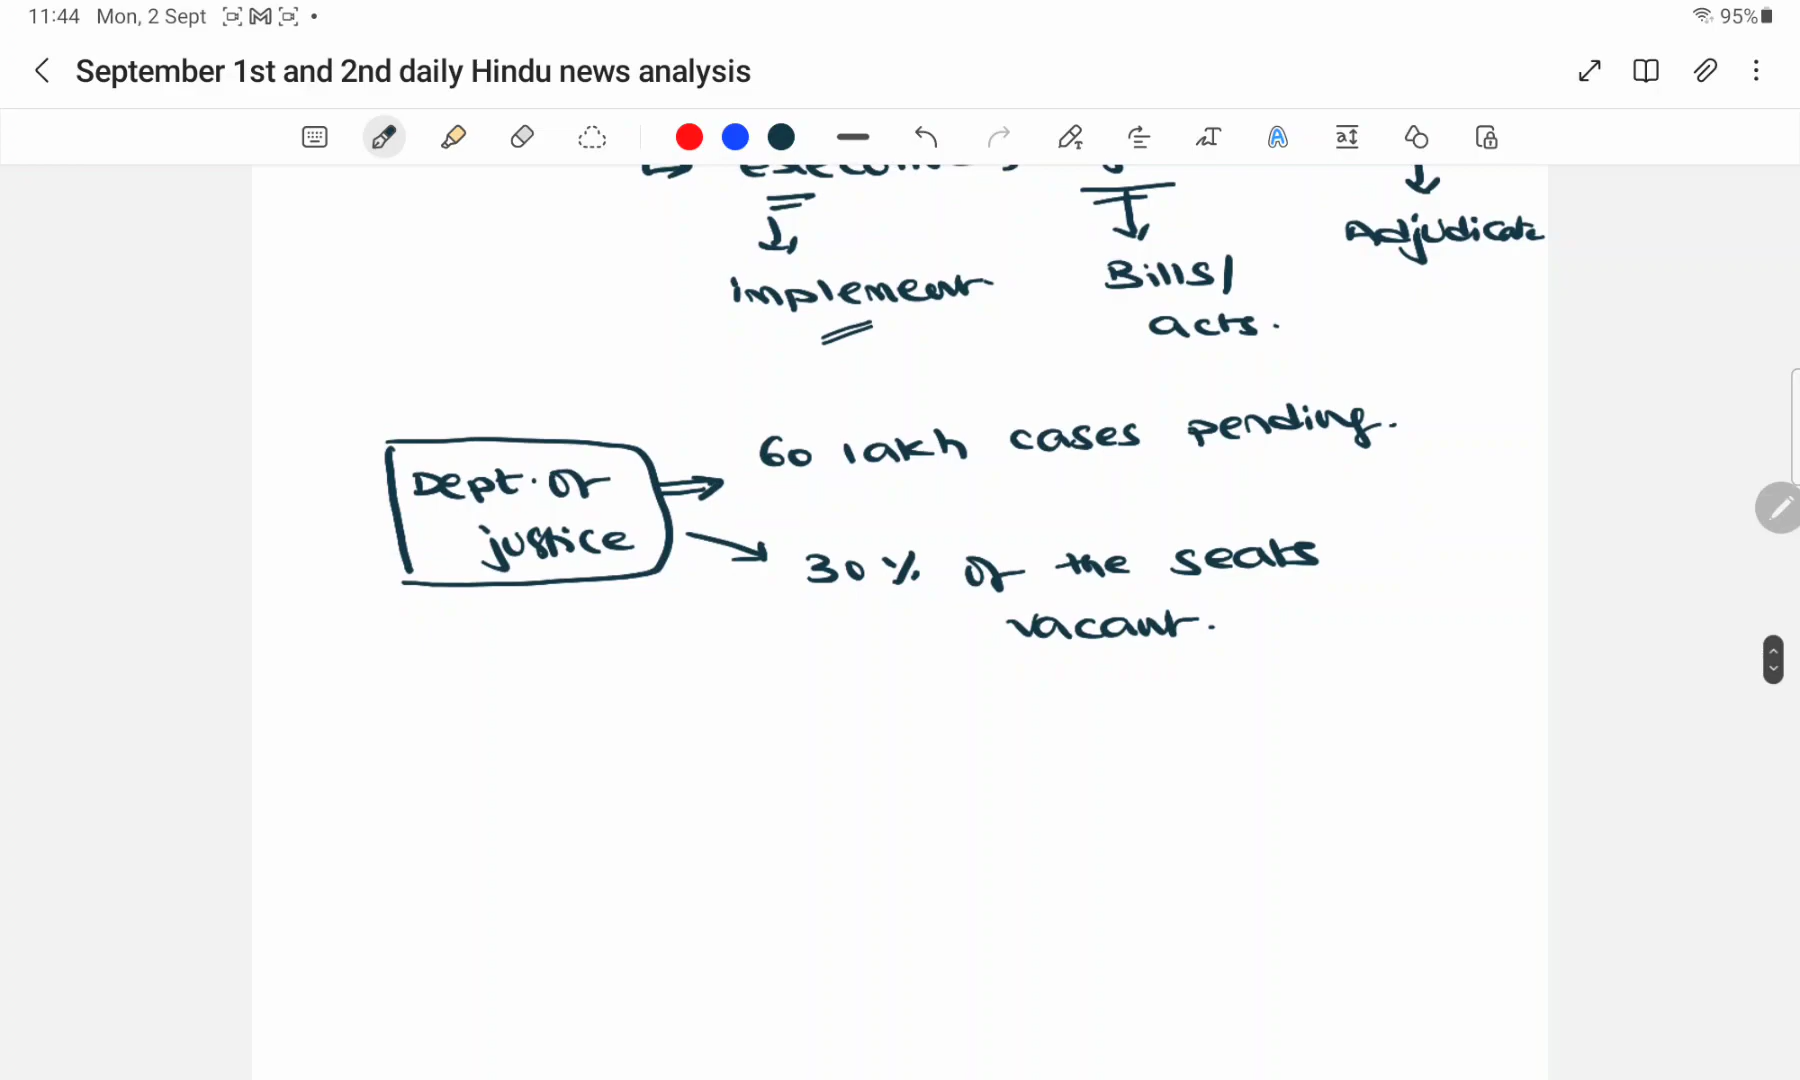 11:44 Mon, 2 Sept 95%
September 1st and 2nd daily Hindu news analysis
Adjudicate
implement
Bills/
acts.
60 lakh cases pending.
Dept. of
justice
30% of the seats
vacant.